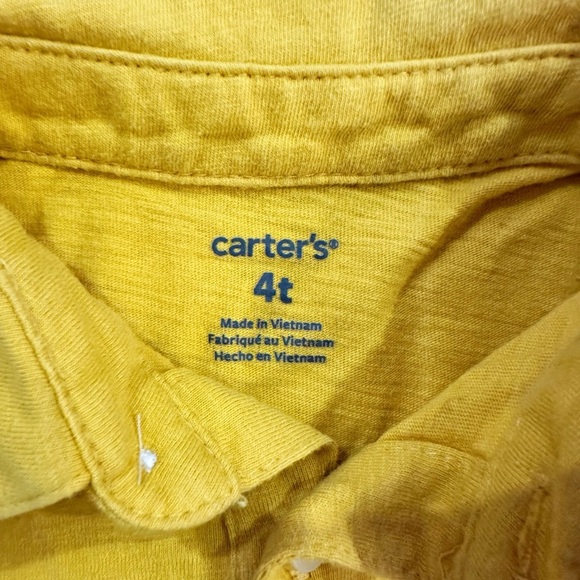 carter's®
4t
Made in Vietnam
Fabriqué au Vietnam
Hecho en Vietnam